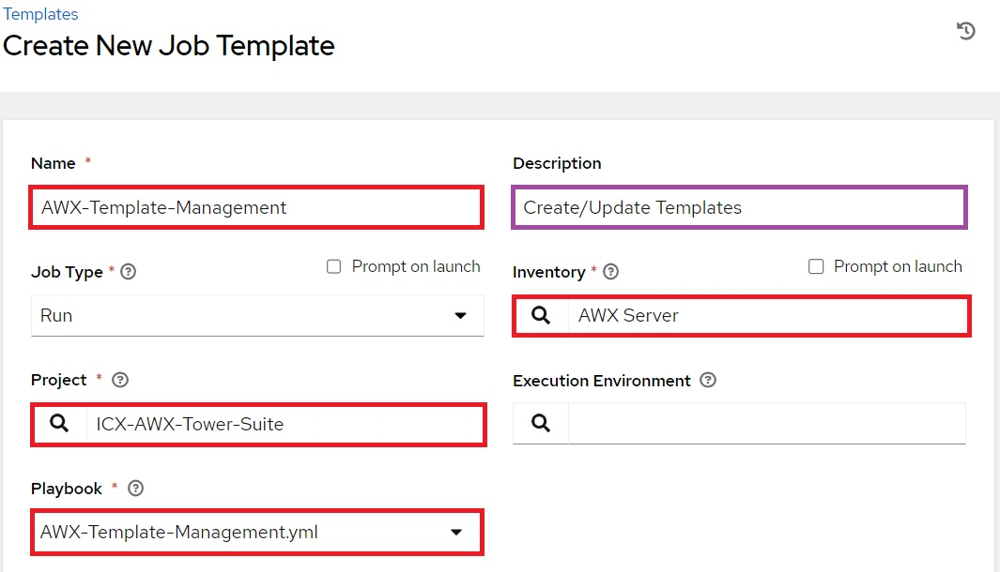 Templates
Create New Job Template
Name *
Description
AWX-Template-Management
Create/Update Templates
Job Type *
Prompt on launch
Inventory *
Prompt on launch
Run
AWX Server
Project *
Execution Environment
ICX-AWX-Tower-Suite
Playbook *
AWX-Template-Management.yml